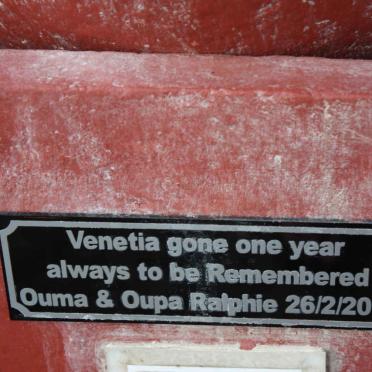 Venetia gone one year
always to be Remembered
Ouma & Oupa Ralphie 26/2/20